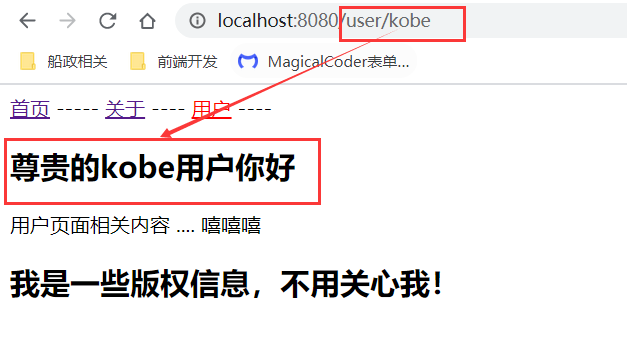 localhost:8080/user/kobe
船政相关 前端开发 MagicalCoder表单...
首页 ----- 关于 ---- 用户 ----
尊贵的kobe用户你好
用户页面相关内容 .... 嘻嘻嘻
我是一些版权信息，不用关心我！